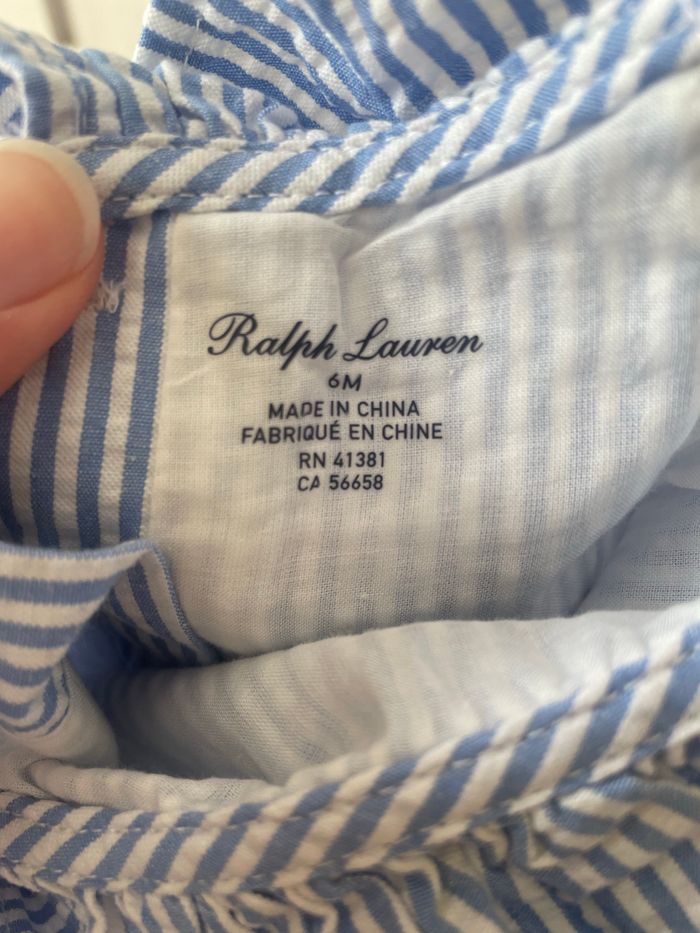 Ralph Lauren
6M
MADE IN CHINA
FABRIQUÉ EN CHINE
RN 41381
CA 56658